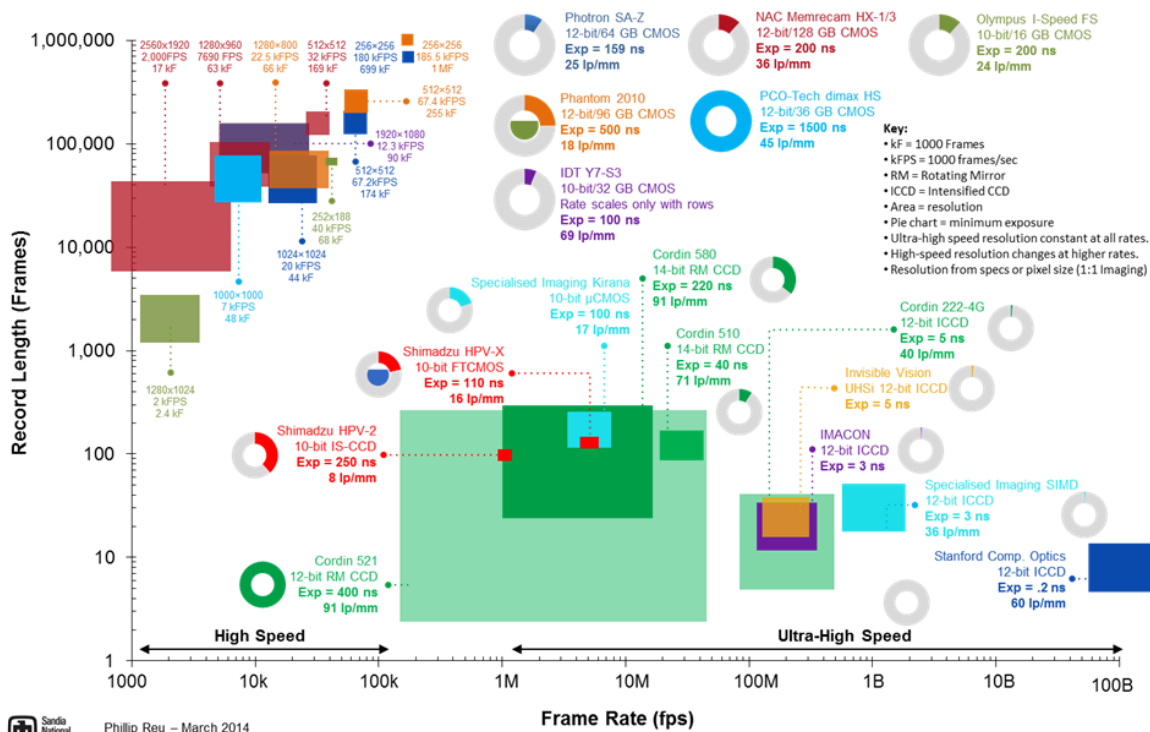 Photron SA-Z
12-bit/64 GB CMOS
Exp = 159 ns
25 lp/mm
NAC Memrecam HX-1/3
12-bit/128 GB CMOS
Exp = 200 ns
36 lp/mm
Olympus I-Speed FS
10-bit/16 GB CMOS
Exp = 200 ns
24 lp/mm
Phantom 2010
12-bit/96 GB CMOS
Exp = 500 ns
18 lp/mm
PCO-Tech dimax HS
12-bit/36 GB CMOS
Exp = 1500 ns
45 lp/mm
IDT Y7-S3
10-bit/32 GB CMOS
Rate scales only with rows
Exp = 100 ns
69 lp/mm
Key:
• kF = 1000 Frames
• kFPS = 1000 frames/sec
• RM = Rotating Mirror
• ICCD = Intensified CCD
• Area = resolution
• Pie chart = minimum exposure
• Ultra-high speed resolution constant at all rates.
• High-speed resolution changes at higher rates.
• Resolution from specs or pixel size (1:1 Imaging)
2560x1920
2,000FPS
17 kF
1280x960
7690 FPS
63 kF
1280×800
22.5 kFPS
66 kF
512x512
32 kFPS
169 kF
256×256
180 kFPS
699 kF
256×256
185.5 kFPS
1 MF
512×512
67.4 kFPS
255 kF
1920×1080
12.3 kFPS
90 kF
512×512
67.2kFPS
174 kF
252x188
40 kFPS
68 kF
1024×1024
20 kFPS
44 kF
1000×1000
7 kFPS
48 kF
1280x1024
2 kFPS
2.4 kF
Cordin 580
14-bit RM CCD
Exp = 220 ns
91 lp/mm
Specialised Imaging Kirana
10-bit µCMOS
Exp = 100 ns
17 lp/mm
Cordin 510
14-bit RM CCD
Exp = 40 ns
71 lp/mm
Cordin 222-4G
12-bit ICCD
Exp = 5 ns
40 lp/mm
Shimadzu HPV-X
10-bit FTCMOS
Exp = 110 ns
16 lp/mm
Invisible Vision
UHSi 12-bit ICCD
Exp = 5 ns
Shimadzu HPV-2
10-bit IS-CCD
Exp = 250 ns
8 lp/mm
IMACON
12-bit ICCD
Exp = 3 ns
Specialised Imaging SIMD
12-bit ICCD
Exp = 3 ns
36 lp/mm
Cordin 521
12-bit RM CCD
Exp = 400 ns
91 lp/mm
Stanford Comp. Optics
12-bit ICCD
Exp = .2 ns
60 lp/mm
High Speed
Ultra-High Speed
Record Length (Frames)
1,000,000
100,000
10,000
1,000
100
10
1
1000
10k
100k
1M
10M
100M
1B
10B
100B
Frame Rate (fps)
Sandia
National
Phillip Reu – March 2014